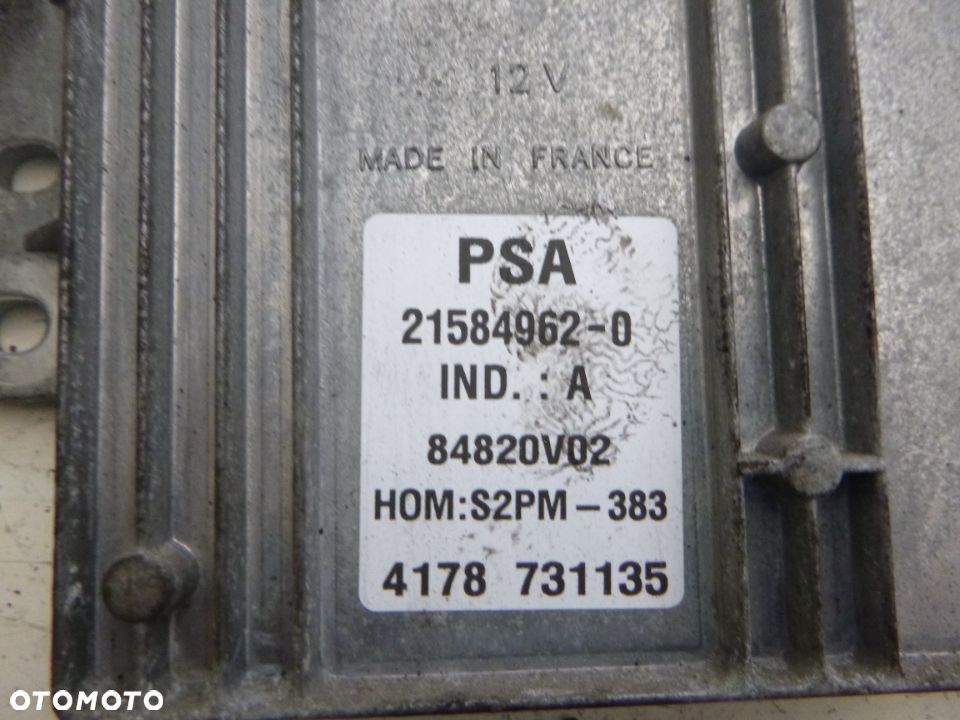 12 V
MADE IN FRANCE
PSA
21584962-0
IND. : A
84820V02
HOM:S2PM-383
4178 731135
OTOMOTO